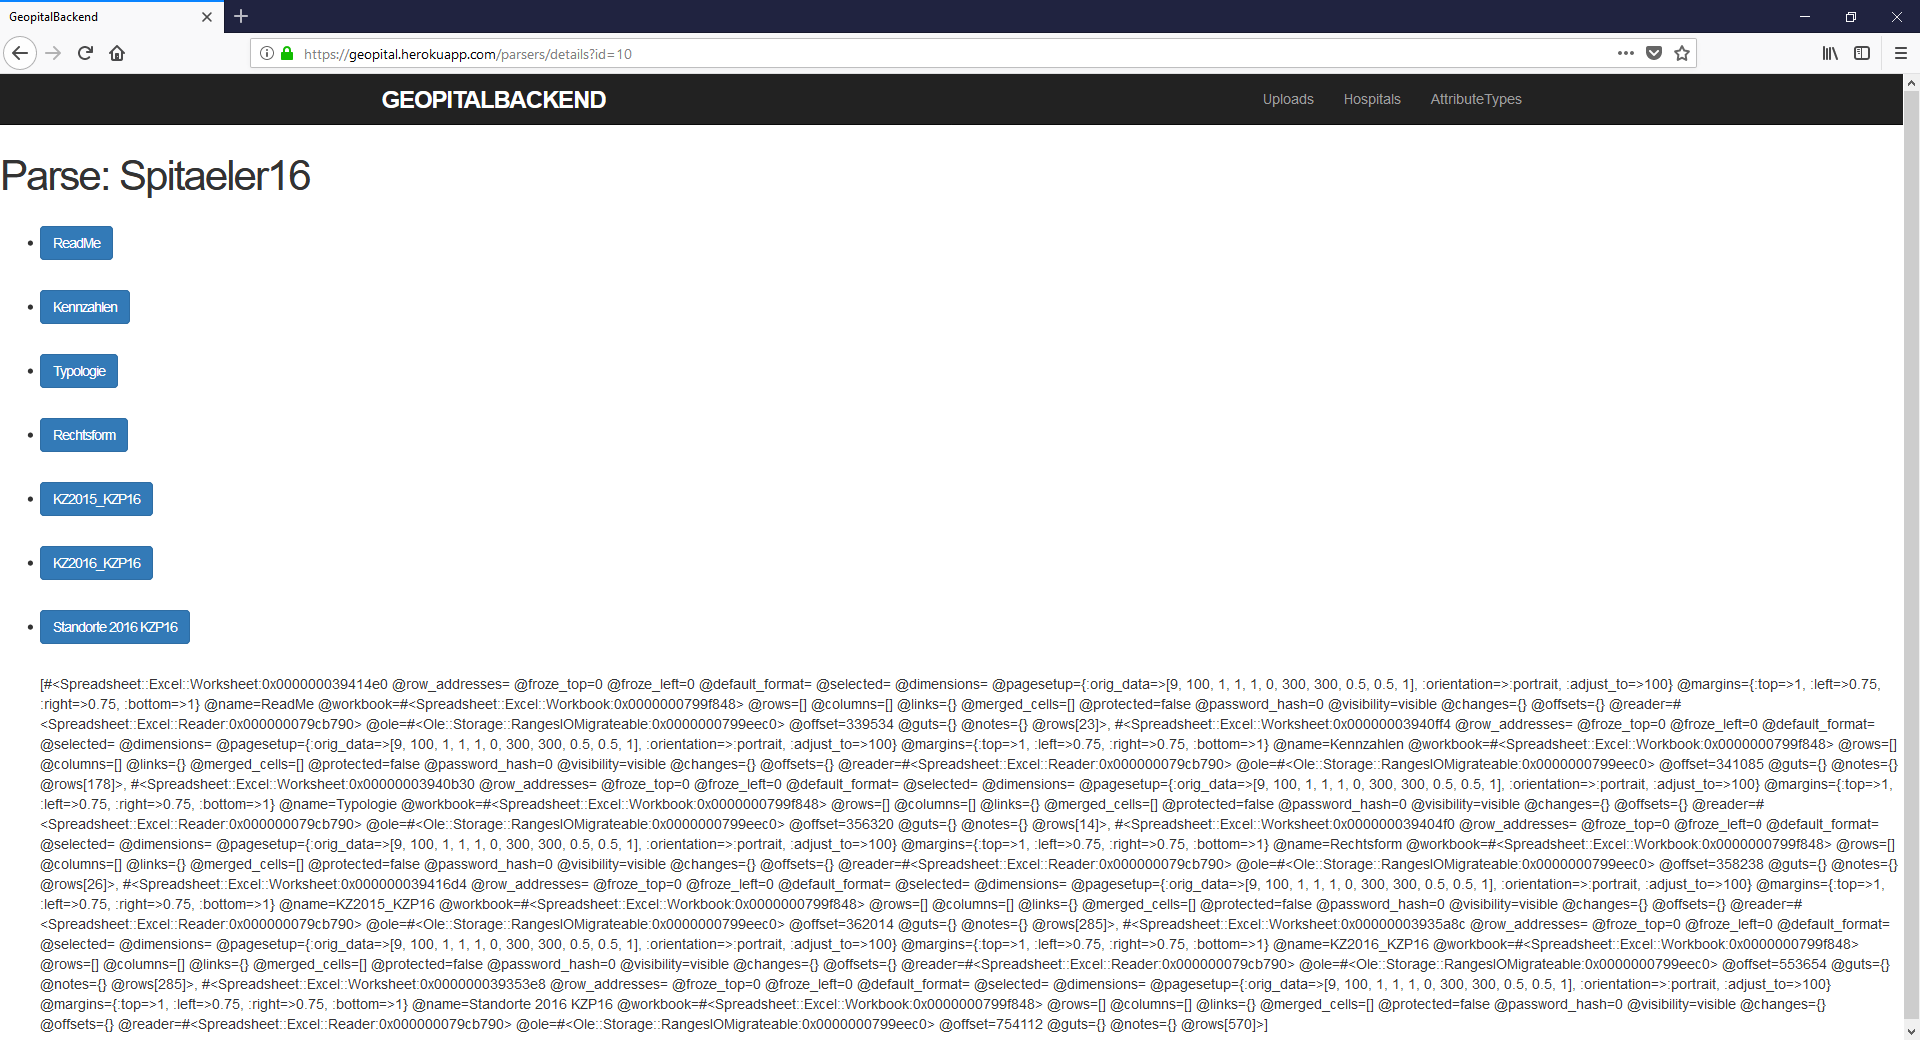 GeopitalBackend
https://geopital.herokuapp.com/parsers/details?id=10
GEOPITALBACKEND
Uploads Hospitals AttributeTypes
Parse: Spitaeler16
ReadMe
Kennzahlen
Typologie
Rechtsform
KZ2015_KZP16
KZ2016_KZP16
Standorte 2016 KZP16
[#<Spreadsheet::Excel::Worksheet:0x000000039414e0 @row_addresses= @froze_top=0 @froze_left=0 @default_format= @selected= @dimensions= @pagesetup={:orig_data=>[9, 100, 1, 1, 1, 0, 300, 300, 0.5, 0.5, 1], :orientation=>:portrait, :adjust_to=>100} @margins={:top=>1, :left=>0.75,
:right=>0.75, :bottom=>1} @name=ReadMe @workbook=#<Spreadsheet::Excel::Workbook:0x0000000799f848> @rows=[] @columns=[] @links={} @merged_cells=[] @protected=false @password_hash=0 @visibility=visible @changes={} @offsets={} @reader=#
<Spreadsheet::Excel::Reader:0x000000079cb790> @ole=#<Ole::Storage::RangesIOMigrateable:0x0000000799eec0> @offset=339534 @guts={} @notes={} @rows[23]>, #<Spreadsheet::Excel::Worksheet:0x00000003940ff4 @row_addresses= @froze_top=0 @froze_left=0 @default_format=
@selected= @dimensions= @pagesetup={:orig_data=>[9, 100, 1, 1, 1, 0, 300, 300, 0.5, 0.5, 1], :orientation=>:portrait, :adjust_to=>100} @margins={:top=>1, :left=>0.75, :right=>0.75, :bottom=>1} @name=Kennzahlen @workbook=#<Spreadsheet::Excel::Workbook:0x0000000799f848> @rows=[]
@columns=[] @links={} @merged_cells=[] @protected=false @password_hash=0 @visibility=visible @changes={} @offsets={} @reader=#<Spreadsheet::Excel::Reader:0x000000079cb790> @ole=#<Ole::Storage::RangesIOMigrateable:0x0000000799eec0> @offset=341085 @guts={} @notes={}
@rows[178]>, #<Spreadsheet::Excel::Worksheet:0x00000003940b30 @row_addresses= @froze_top=0 @froze_left=0 @default_format= @selected= @dimensions= @pagesetup={:orig_data=>[9, 100, 1, 1, 1, 0, 300, 300, 0.5, 0.5, 1], :orientation=>:portrait, :adjust_to=>100} @margins={:top=>1,
:left=>0.75, :right=>0.75, :bottom=>1} @name=Typologie @workbook=#<Spreadsheet::Excel::Workbook:0x0000000799f848> @rows=[] @columns=[] @links={} @merged_cells=[] @protected=false @password_hash=0 @visibility=visible @changes={} @offsets={} @reader=#
<Spreadsheet::Excel::Reader:0x000000079cb790> @ole=#<Ole::Storage::RangesIOMigrateable:0x0000000799eec0> @offset=356320 @guts={} @notes={} @rows[14]>, #<Spreadsheet::Excel::Worksheet:0x000000039404f0 @row_addresses= @froze_top=0 @froze_left=0 @default_format=
@selected= @dimensions= @pagesetup={:orig_data=>[9, 100, 1, 1, 1, 0, 300, 300, 0.5, 0.5, 1], :orientation=>:portrait, :adjust_to=>100} @margins={:top=>1, :left=>0.75, :right=>0.75, :bottom=>1} @name=Rechtsform @workbook=#<Spreadsheet::Excel::Workbook:0x0000000799f848> @rows=[]
@columns=[] @links={} @merged_cells=[] @protected=false @password_hash=0 @visibility=visible @changes={} @offsets={} @reader=#<Spreadsheet::Excel::Reader:0x000000079cb790> @ole=#<Ole::Storage::RangesIOMigrateable:0x0000000799eec0> @offset=358238 @guts={} @notes={}
@rows[26]>, #<Spreadsheet::Excel::Worksheet:0x000000039416d4 @row_addresses= @froze_top=0 @froze_left=0 @default_format= @selected= @dimensions= @pagesetup={:orig_data=>[9, 100, 1, 1, 1, 0, 300, 300, 0.5, 0.5, 1], :orientation=>:portrait, :adjust_to=>100} @margins={:top=>1,
:left=>0.75, :right=>0.75, :bottom=>1} @name=KZ2015_KZP16 @workbook=#<Spreadsheet::Excel::Workbook:0x0000000799f848> @rows=[] @columns=[] @links={} @merged_cells=[] @protected=false @password_hash=0 @visibility=visible @changes={} @offsets={} @reader=#
<Spreadsheet::Excel::Reader:0x000000079cb790> @ole=#<Ole::Storage::RangesIOMigrateable:0x0000000799eec0> @offset=362014 @guts={} @notes={} @rows[285]>, #<Spreadsheet::Excel::Worksheet:0x00000003935a8c @row_addresses= @froze_top=0 @froze_left=0 @default_format=
@selected= @dimensions= @pagesetup={:orig_data=>[9, 100, 1, 1, 1, 0, 300, 300, 0.5, 0.5, 1], :orientation=>:portrait, :adjust_to=>100} @margins={:top=>1, :left=>0.75, :right=>0.75, :bottom=>1} @name=KZ2016_KZP16 @workbook=#<Spreadsheet::Excel::Workbook:0x0000000799f848>
@rows=[] @columns=[] @links={} @merged_cells=[] @protected=false @password_hash=0 @visibility=visible @changes={} @offsets={} @reader=#<Spreadsheet::Excel::Reader:0x000000079cb790> @ole=#<Ole::Storage::RangesIOMigrateable:0x0000000799eec0> @offset=553654 @guts={}
@notes={} @rows[285]>, #<Spreadsheet::Excel::Worksheet:0x000000039353e8 @row_addresses= @froze_top=0 @froze_left=0 @default_format= @selected= @dimensions= @pagesetup={:orig_data=>[9, 100, 1, 1, 1, 0, 300, 300, 0.5, 0.5, 1], :orientation=>:portrait, :adjust_to=>100}
@margins={:top=>1, :left=>0.75, :right=>0.75, :bottom=>1} @name=Standorte 2016 KZP16 @workbook=#<Spreadsheet::Excel::Workbook:0x0000000799f848> @rows=[] @columns=[] @links={} @merged_cells=[] @protected=false @password_hash=0 @visibility=visible @changes={}
@offsets={} @reader=#<Spreadsheet::Excel::Reader:0x000000079cb790> @ole=#<Ole::Storage::RangesIOMigrateable:0x0000000799eec0> @offset=754112 @guts={} @notes={} @rows[570]>]